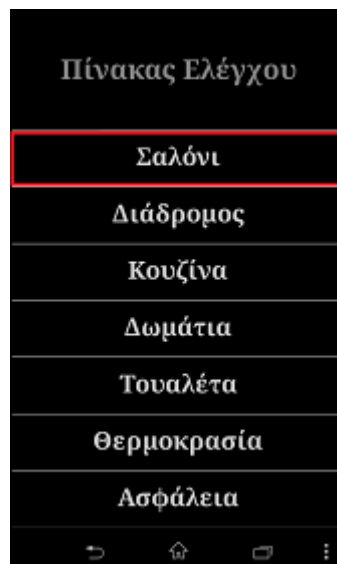 Πίνακας Ελέγχου
Σαλόνι
Διάδρομος
Κουζίνα
Δωμάτια
Τουαλέτα
Θερμοκρασία
Ασφάλεια